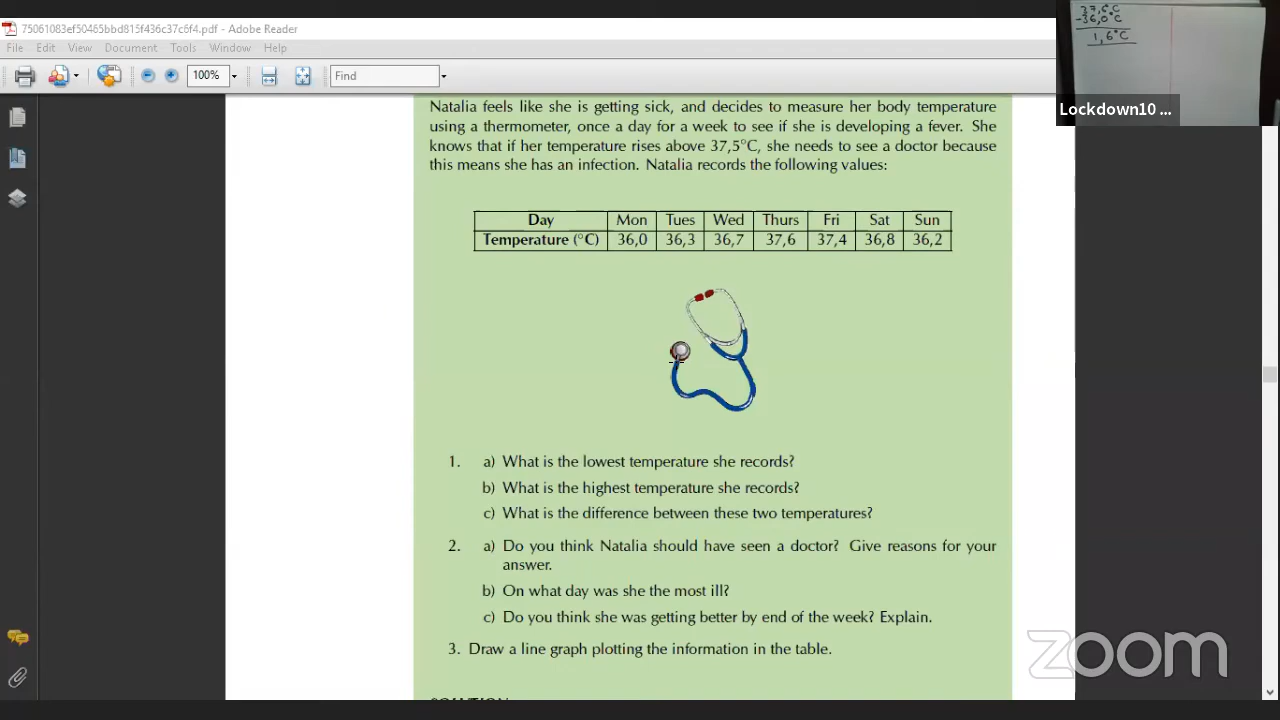 75061083ef50465bbd815f436c37c6f4.pdf - Adobe Reader
File Edit View Document Tools Window Help
100%
Find
37,6°C
-36,0°C
1,6°C
Lockdown10 ...
Natalia feels like she is getting sick, and decides to measure her body temperature
using a thermometer, once a day for a week to see if she is developing a fever. She
knows that if her temperature rises above 37,5°C, she needs to see a doctor because
this means she has an infection. Natalia records the following values:
Day Mon Tues Wed Thurs Fri Sat Sun
Temperature (°C) 36,0 36,3 36,7 37,6 37,4 36,8 36,2
1. a) What is the lowest temperature she records?
b) What is the highest temperature she records?
c) What is the difference between these two temperatures?
2. a) Do you think Natalia should have seen a doctor? Give reasons for your
answer.
b) On what day was she the most ill?
c) Do you think she was getting better by end of the week? Explain.
3. Draw a line graph plotting the information in the table.
zoom